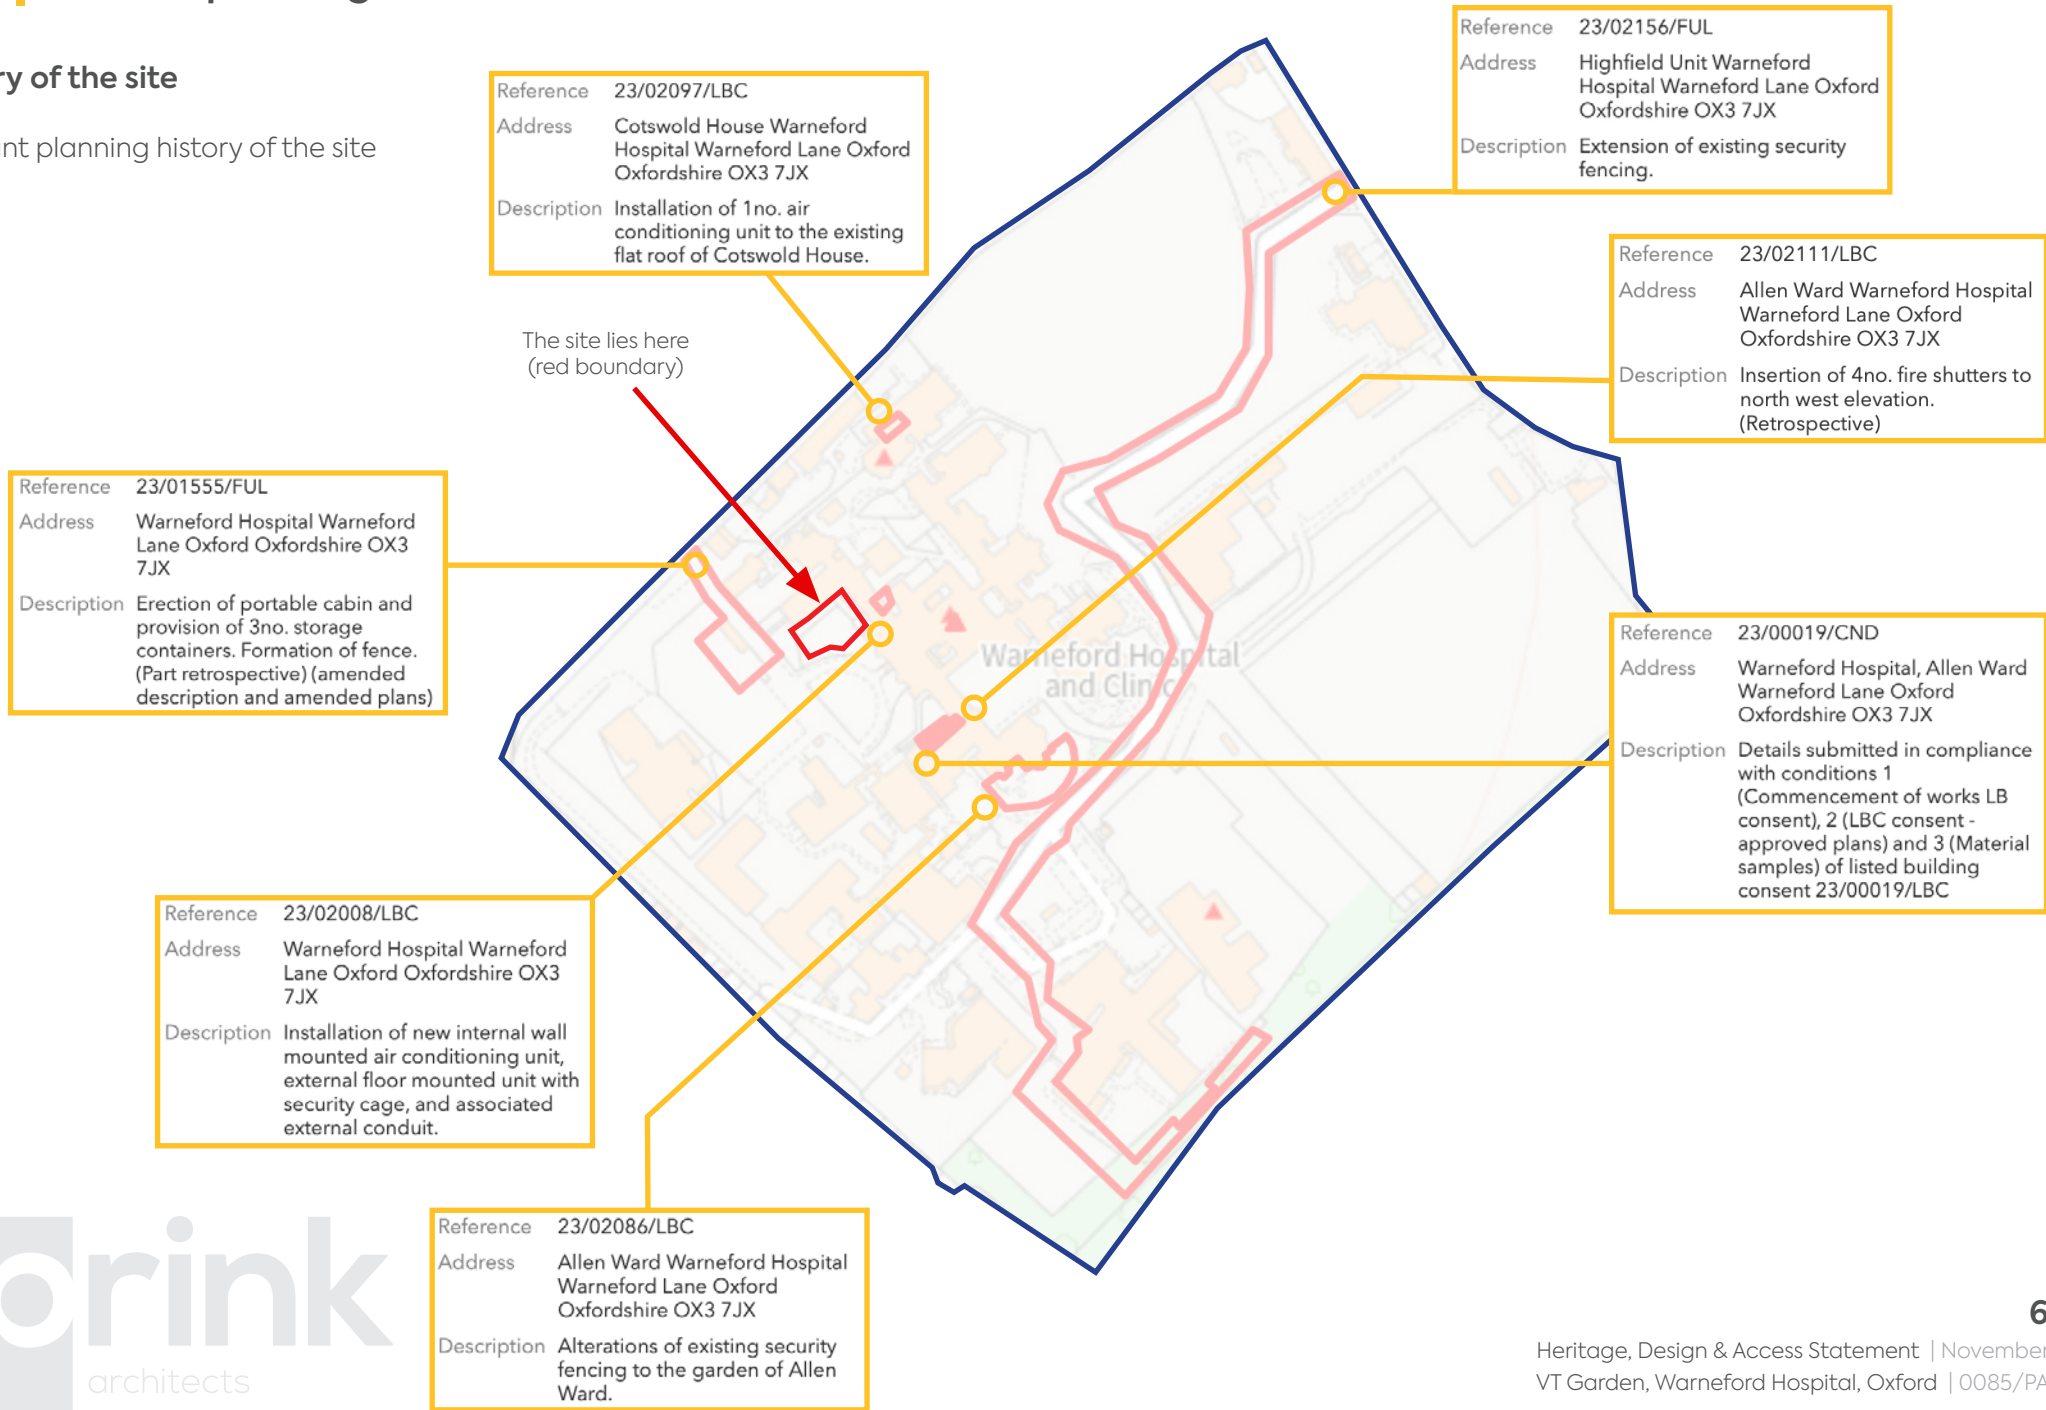 ry of the site
nt planning history of the site
Reference 23/02097/LBC
Address Cotswold House Warneford
Hospital Warneford Lane Oxford
Oxfordshire OX3 7JX
Description Installation of 1no. air
conditioning unit to the existing
flat roof of Cotswold House.
Reference 23/02156/FUL
Address Highfield Unit Warneford
Hospital Warneford Lane Oxford
Oxfordshire OX3 7JX
Description Extension of existing security
fencing.
Reference 23/02111/LBC
Address Allen Ward Warneford Hospital
Warneford Lane Oxford
Oxfordshire OX3 7JX
Description Insertion of 4no. fire shutters to
north west elevation.
(Retrospective)
The site lies here
(red boundary)
Reference 23/01555/FUL
Address Warneford Hospital Warneford
Lane Oxford Oxfordshire OX3
7JX
Description Erection of portable cabin and
provision of 3no. storage
containers. Formation of fence.
(Part retrospective) (amended
description and amended plans)
Warneford Hospital
and Clinic
Reference 23/00019/CND
Address Warneford Hospital, Allen Ward
Warneford Lane Oxford
Oxfordshire OX3 7JX
Description Details submitted in compliance
with conditions 1
(Commencement of works LB
consent), 2 (LBC consent -
approved plans) and 3 (Material
samples) of listed building
consent 23/00019/LBC
Reference 23/02008/LBC
Address Warneford Hospital Warneford
Lane Oxford Oxfordshire OX3
7JX
Description Installation of new internal wall
mounted air conditioning unit,
external floor mounted unit with
security cage, and associated
external conduit.
Reference 23/02086/LBC
Address Allen Ward Warneford Hospital
Warneford Lane Oxford
Oxfordshire OX3 7JX
Description Alterations of existing security
fencing to the garden of Allen
Ward.
orink
architects
6
Heritage, Design & Access Statement | November
VT Garden, Warneford Hospital, Oxford | 0085/PA